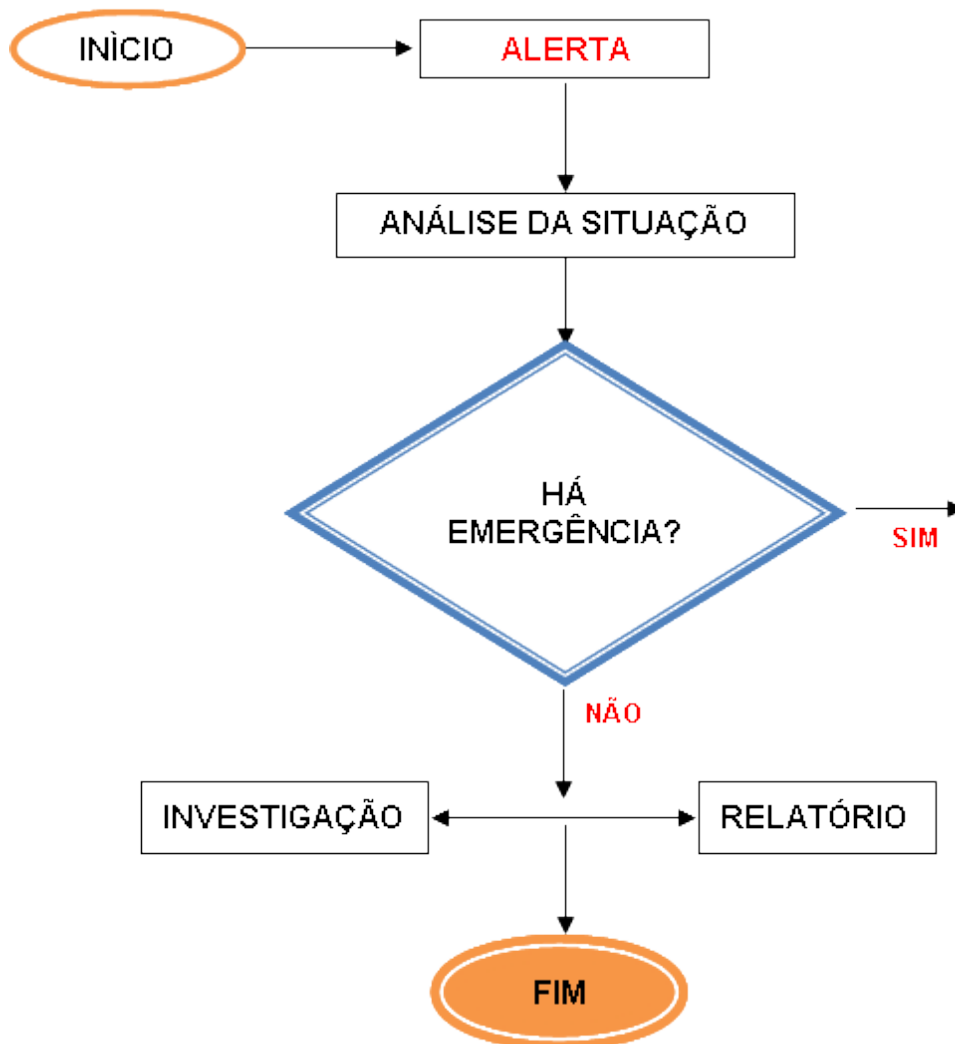 INÌCIO
ALERTA
ANÁLISE DA SITUAÇÃO
HÁ
EMERGÊNCIA?
SIM
NÃO
INVESTIGAÇÃO
RELATÓRIO
FIM